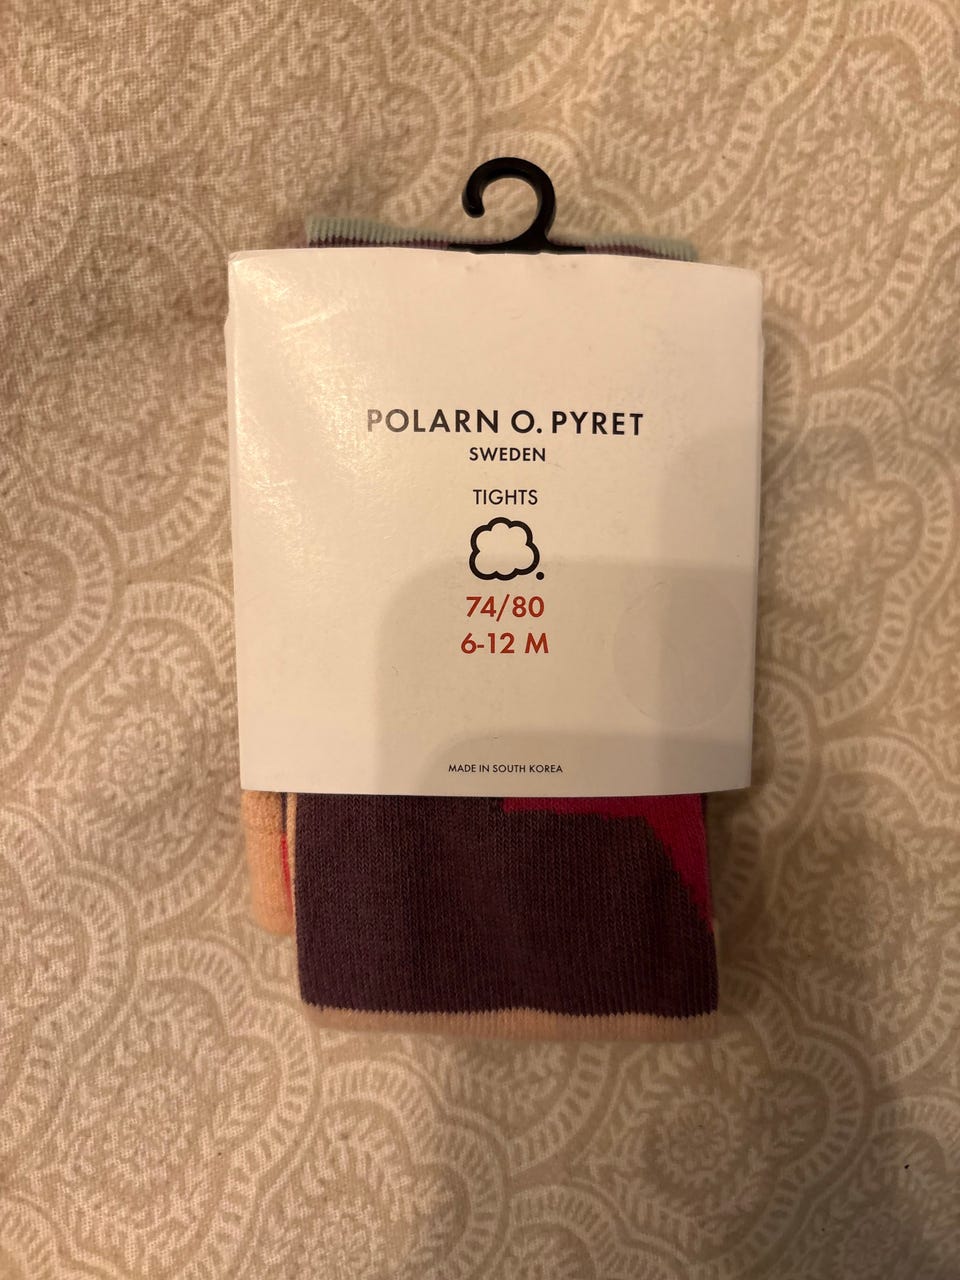 POLARN O. PYRET
SWEDEN
TIGHTS
74/80
6-12 M
MADE IN SOUTH KOREA